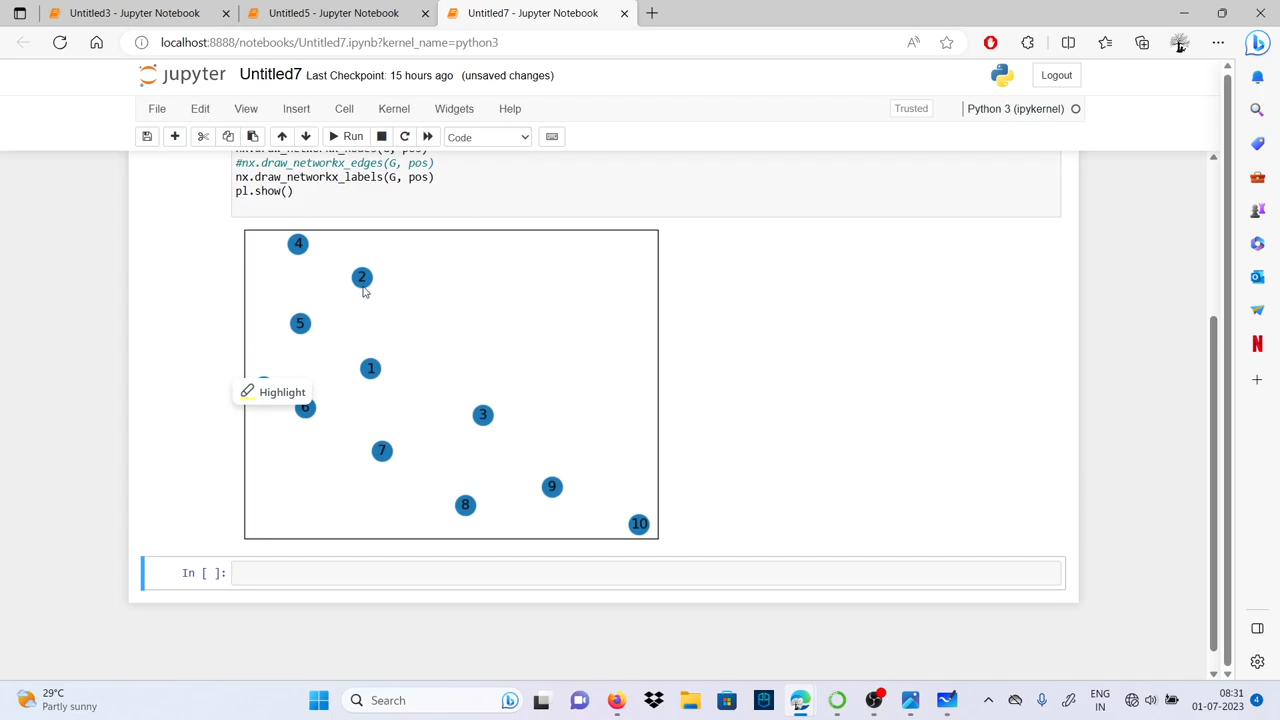 Untitled3 - Jupyter Notebook
Untitled5 - Jupyter Notebook
Untitled7 - Jupyter Notebook
localhost:8888/notebooks/Untitled7.ipynb?kernel_name=python3
jupyter Untitled7 Last Checkpoint: 15 hours ago (unsaved changes)
Logout
File Edit View Insert Cell Kernel Widgets Help
Trusted
Python 3 (ipykernel)
Run
Code
#nx.draw_networkx_edges(G, pos)
nx.draw_networkx_labels(G, pos)
pl.show()
4
2
5
1
Highlight
6
3
7
9
8
10
In [ ]:
29°C
Partly sunny
Search
ENG
IN
08:31
01-07-2023
4